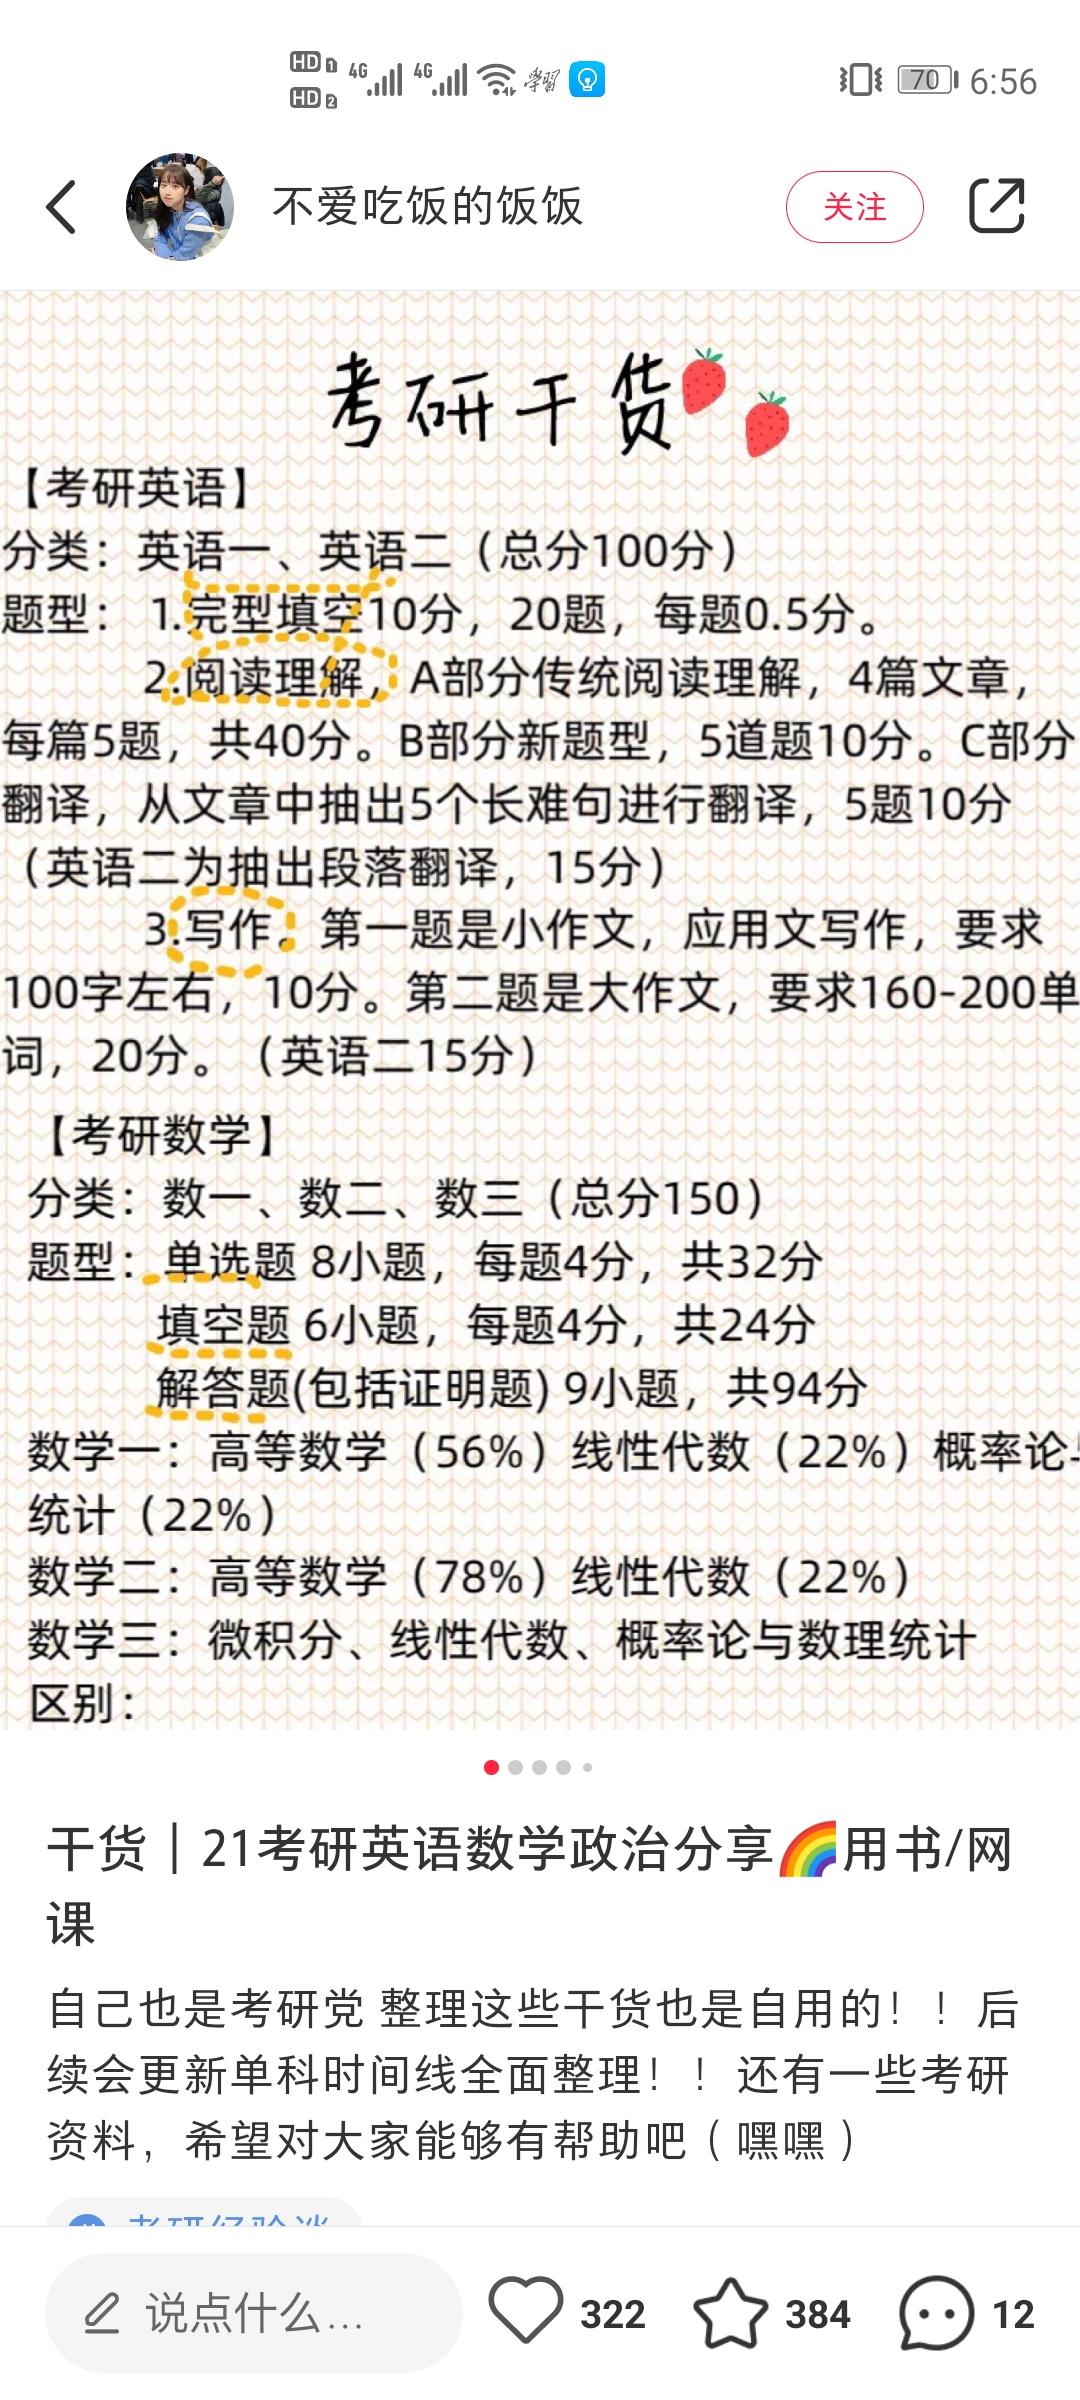 HD 1 4G 4G 學習 70 6:56
HD 2
不爱吃饭的饭饭 关注
考研干货
【考研英语】
分类：英语一、英语二（总分100分）
题型： 1.完型填空10分，20题，每题0.5分。
2.阅读理解，A部分传统阅读理解，4篇文章，
每篇5题，共40分。B部分新题型，5道题10分。C部分
翻译，从文章中抽出5个长难句进行翻译，5题10分
（英语二为抽出段落翻译，15分）
3.写作。第一题是小作文，应用文写作，要求
100字左右，10分。第二题是大作文，要求160-200单
词，20分。（英语二15分）
【考研数学】
分类：数一、数二、数三（总分150）
题型：单选题 8小题，每题4分，共32分
填空题 6小题，每题4分，共24分
解答题(包括证明题) 9小题，共94分
数学一：高等数学（56%）线性代数（22%）概率论与
统计（22%）
数学二：高等数学（78%）线性代数（22%）
数学三：微积分、线性代数、概率论与数理统计
区别：
干货｜21考研英语数学政治分享🌈用书/网
课
自己也是考研党 整理这些干货也是自用的！！后
续会更新单科时间线全面整理！！还有一些考研
资料，希望对大家能够有帮助吧（嘿嘿）
考研经验谈
说点什么... 322 384 12